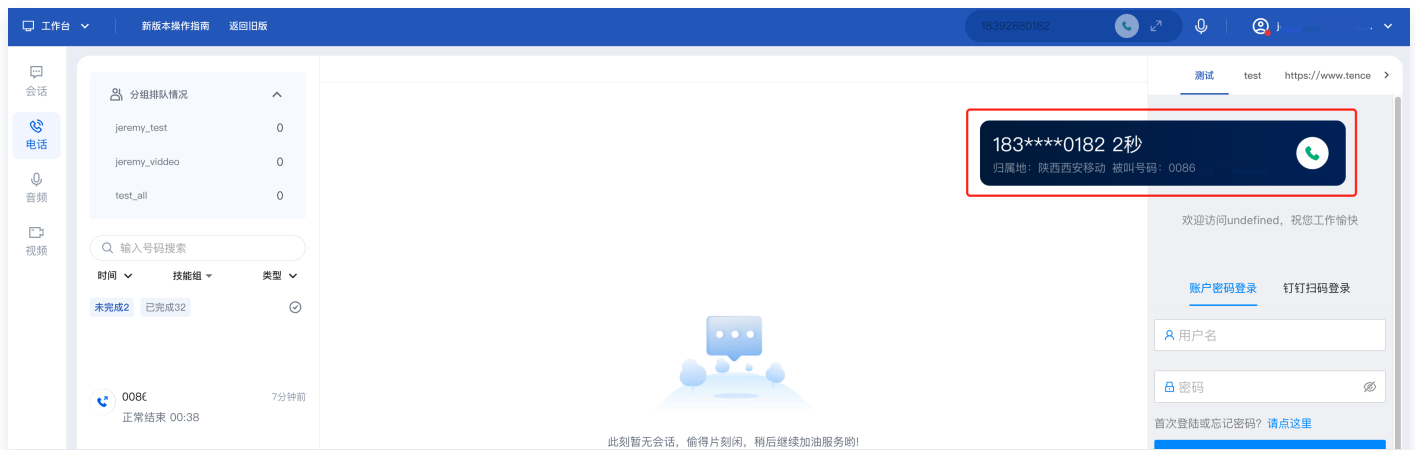 工作台 新版本操作指南 返回旧版 18392880182 j
会话
电话
音频
视频
分组排队情况
jeremy_test 0
jeremy_viddeo 0
test_all 0
输入号码搜索
时间 技能组 类型
未完成2 已完成32
0086 7分钟前
正常结束 00:38
此刻暂无会话，偷得片刻闲，稍后继续加油服务哟!
测试 test https://www.tence
183****0182 2秒
归属地：陕西西安移动 被叫号码：0086
欢迎访问undefined，祝您工作愉快
账户密码登录 钉钉扫码登录
用户名
密码
首次登陆或忘记密码？请点这里